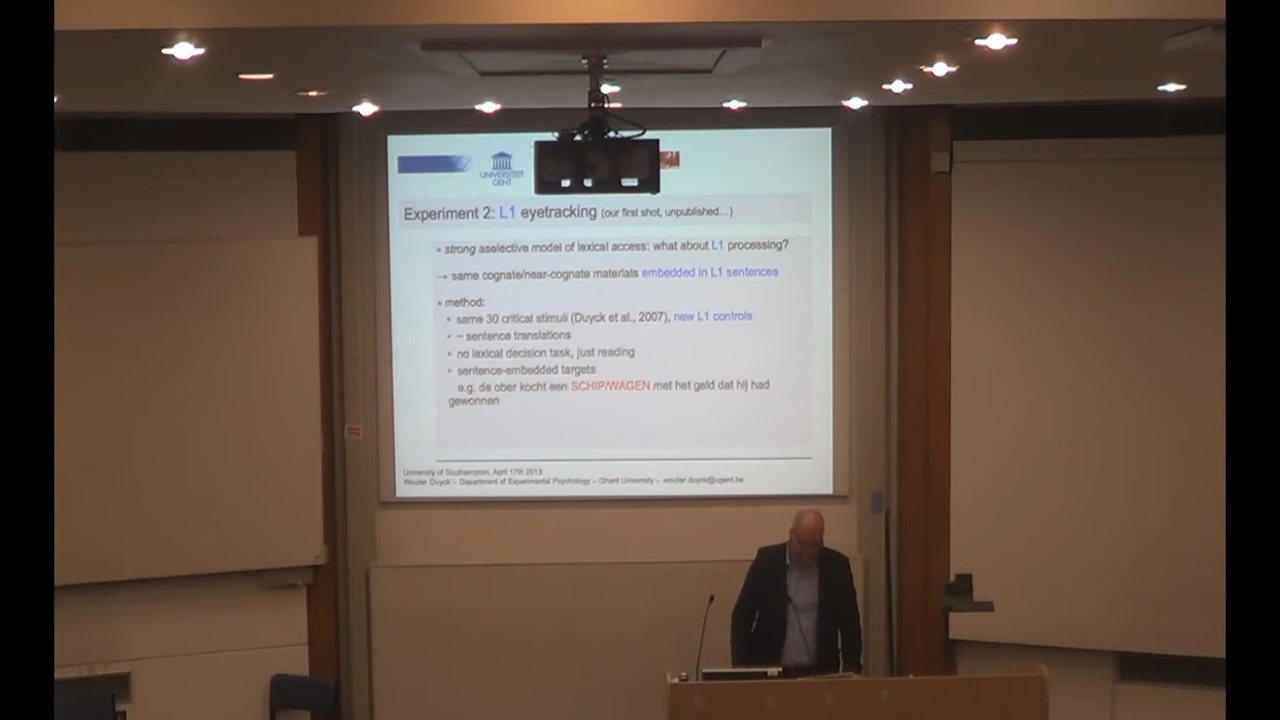 UNIVERSITEIT
GENT
Experiment 2: L1 eyetracking (our first shot, unpublished...)
• strong aselective model of lexical access: what about L1 processing?
→ same cognate/near-cognate materials embedded in L1 sentences
• method:
• same 30 critical stimuli (Duyck et al., 2007), new L1 controls
• ~ sentence translations
• no lexical decision task, just reading
• sentence-embedded targets
e.g. de ober kocht een SCHIP/WAGEN met het geld dat hij had
gewonnen
University of Southampton, April 17th 2013
Wouter Duyck – Department of Experimental Psychology – Ghent University – wouter.duyck@ugent.be